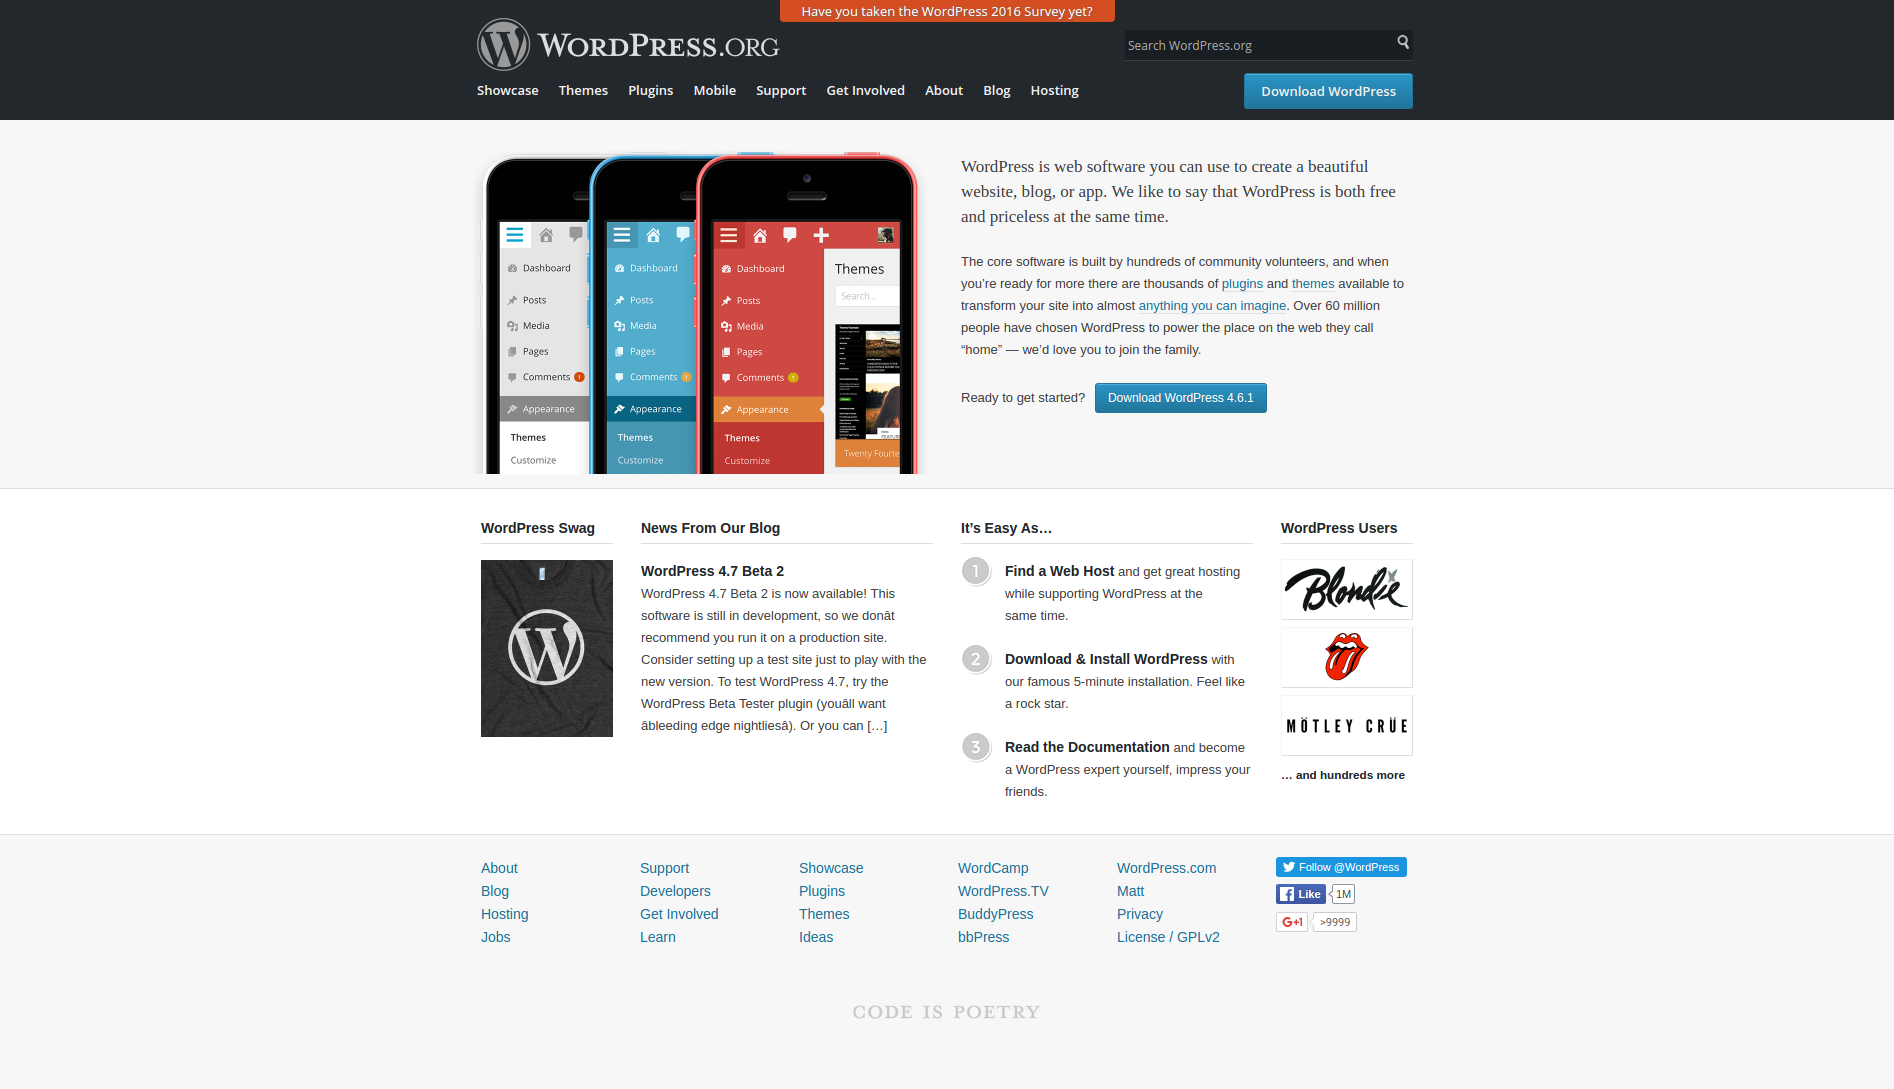 Have you taken the WordPress 2016 Survey yet?
WORDPRESS.ORG
Search WordPress.org
Showcase Themes Plugins Mobile Support Get Involved About Blog Hosting
Download WordPress
Dashboard
Posts
Media
Pages
Comments 1
Appearance
Themes
Customize
Dashboard
Posts
Media
Pages
Comments 1
Appearance
Themes
Customize
Dashboard
Posts
Media
Pages
Comments 1
Appearance
Themes
Customize
Themes
Search...
Twenty Fourte
WordPress is web software you can use to create a beautiful
website, blog, or app. We like to say that WordPress is both free
and priceless at the same time.
The core software is built by hundreds of community volunteers, and when
you’re ready for more there are thousands of plugins and themes available to
transform your site into almost anything you can imagine. Over 60 million
people have chosen WordPress to power the place on the web they call
“home” — we’d love you to join the family.
Ready to get started? Download WordPress 4.6.1
WordPress Swag
W
News From Our Blog
WordPress 4.7 Beta 2
WordPress 4.7 Beta 2 is now available! This
software is still in development, so we donât
recommend you run it on a production site.
Consider setting up a test site just to play with the
new version. To test WordPress 4.7, try the
WordPress Beta Tester plugin (youâll want
âbleeding edge nightliesâ). Or you can […]
It’s Easy As…
1 Find a Web Host and get great hosting
while supporting WordPress at the
same time.
2 Download & Install WordPress with
our famous 5-minute installation. Feel like
a rock star.
3 Read the Documentation and become
a WordPress expert yourself, impress your
friends.
WordPress Users
Blondie
MÖTLEY CRÜE
… and hundreds more
About
Blog
Hosting
Jobs
Support
Developers
Get Involved
Learn
Showcase
Plugins
Themes
Ideas
WordCamp
WordPress.TV
BuddyPress
bbPress
WordPress.com
Matt
Privacy
License / GPLv2
Follow @WordPress
Like 1M
G+1 >9999
CODE IS POETRY